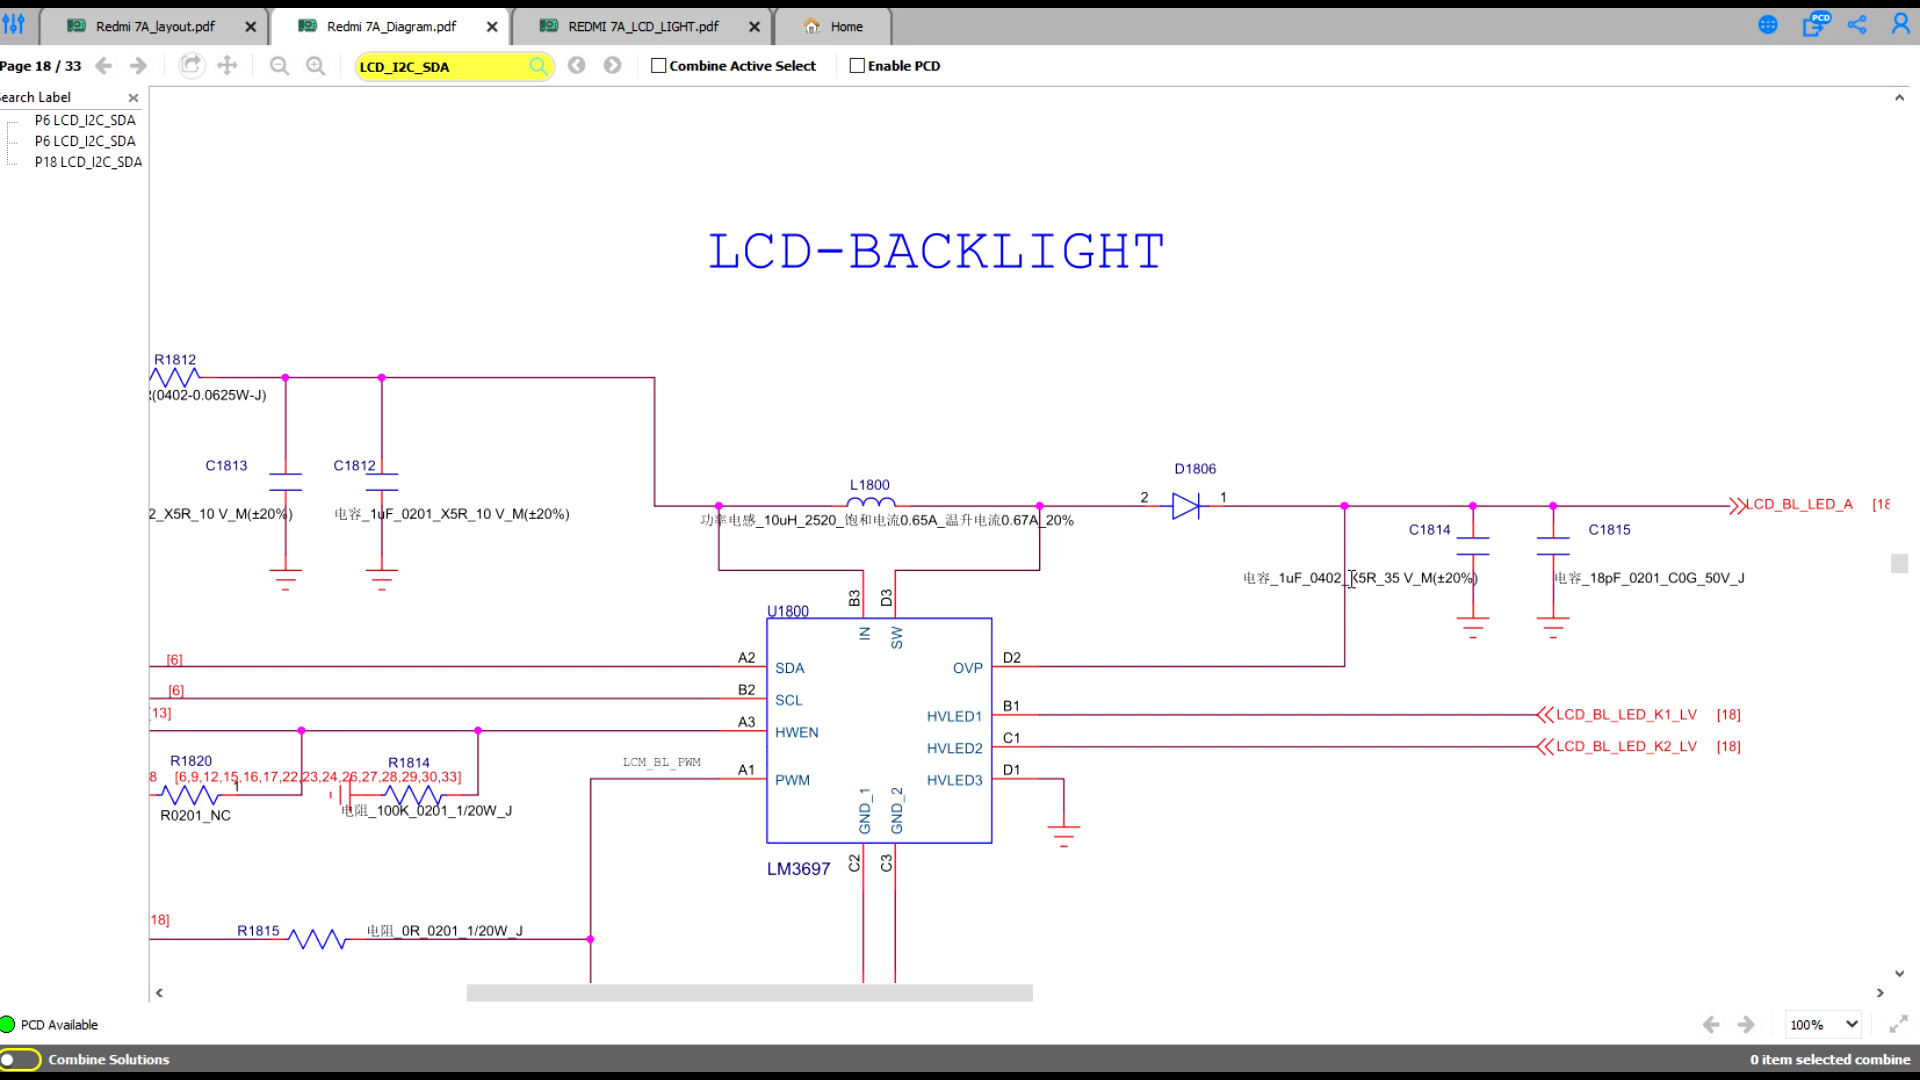 Redmi 7A_layout.pdf
Redmi 7A_Diagram.pdf
REDMI 7A_LCD_LIGHT.pdf
Home
PCD
Page 18 / 33
LCD_I2C_SDA
Combine Active Select
Enable PCD
earch Label
P6 LCD_I2C_SDA
P6 LCD_I2C_SDA
P18 LCD_I2C_SDA
LCD-BACKLIGHT
R1812
(0402-0.0625W-J)
C1813
C1812
2_X5R_10 V_M(±20%)
电容_1uF_0201_X5R_10 V_M(±20%)
L1800
功率电感_10uH_2520_饱和电流0.65A_温升电流0.67A_20%
D1806
2
1
LCD_BL_LED_A
[18
C1814
C1815
电容_1uF_0402_X5R_35 V_M(±20%)
电容_18pF_0201_C0G_50V_J
U1800
B3
D3
IN
SW
[6]
A2
SDA
OVP
D2
[6]
B2
SCL
13]
A3
HWEN
HVLED1
B1
LCD_BL_LED_K1_LV
[18]
HVLED2
C1
LCD_BL_LED_K2_LV
[18]
R1820
R1814
LCM_BL_PWM
A1
PWM
HVLED3
D1
8
[6,9,12,15,16,17,22,23,24,26,27,28,29,30,33]
1
R0201_NC
电阻_100K_0201_1/20W_J
GND_1
GND_2
LM3697
C2
C3
18]
R1815
电阻_0R_0201_1/20W_J
PCD Available
100%
Combine Solutions
0 item selected combine